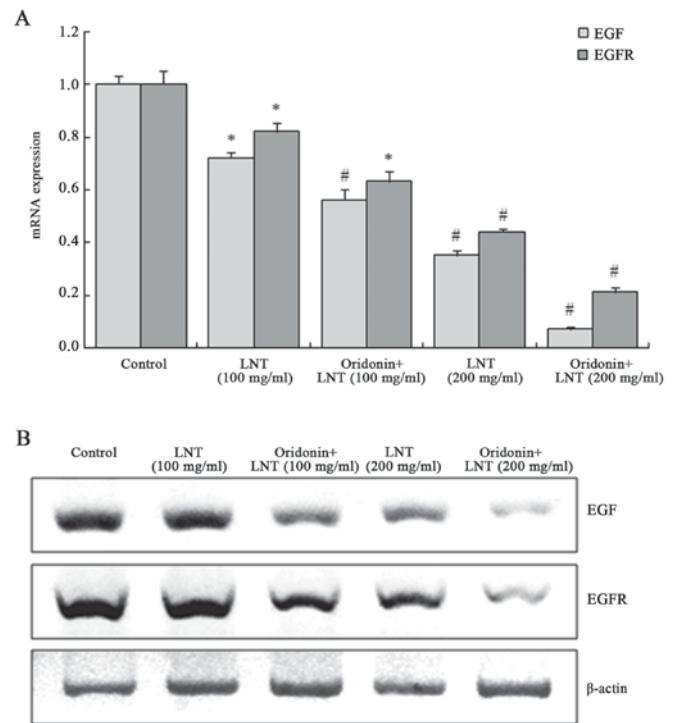 A
1.2
1.0
0.8
0.6
0.4
0.2
0.0
mRNA expression
EGF
EGFR
*
*
#
*
#
#
#
#
Control
LNT
(100 mg/ml)
Oridonin+
LNT (100 mg/ml)
LNT
(200 mg/ml)
Oridonin+
LNT (200 mg/ml)
B
Control
LNT
(100 mg/ml)
Oridonin+
LNT (100 mg/ml)
LNT
(200 mg/ml)
Oridonin+
LNT (200 mg/ml)
EGF
EGFR
β-actin